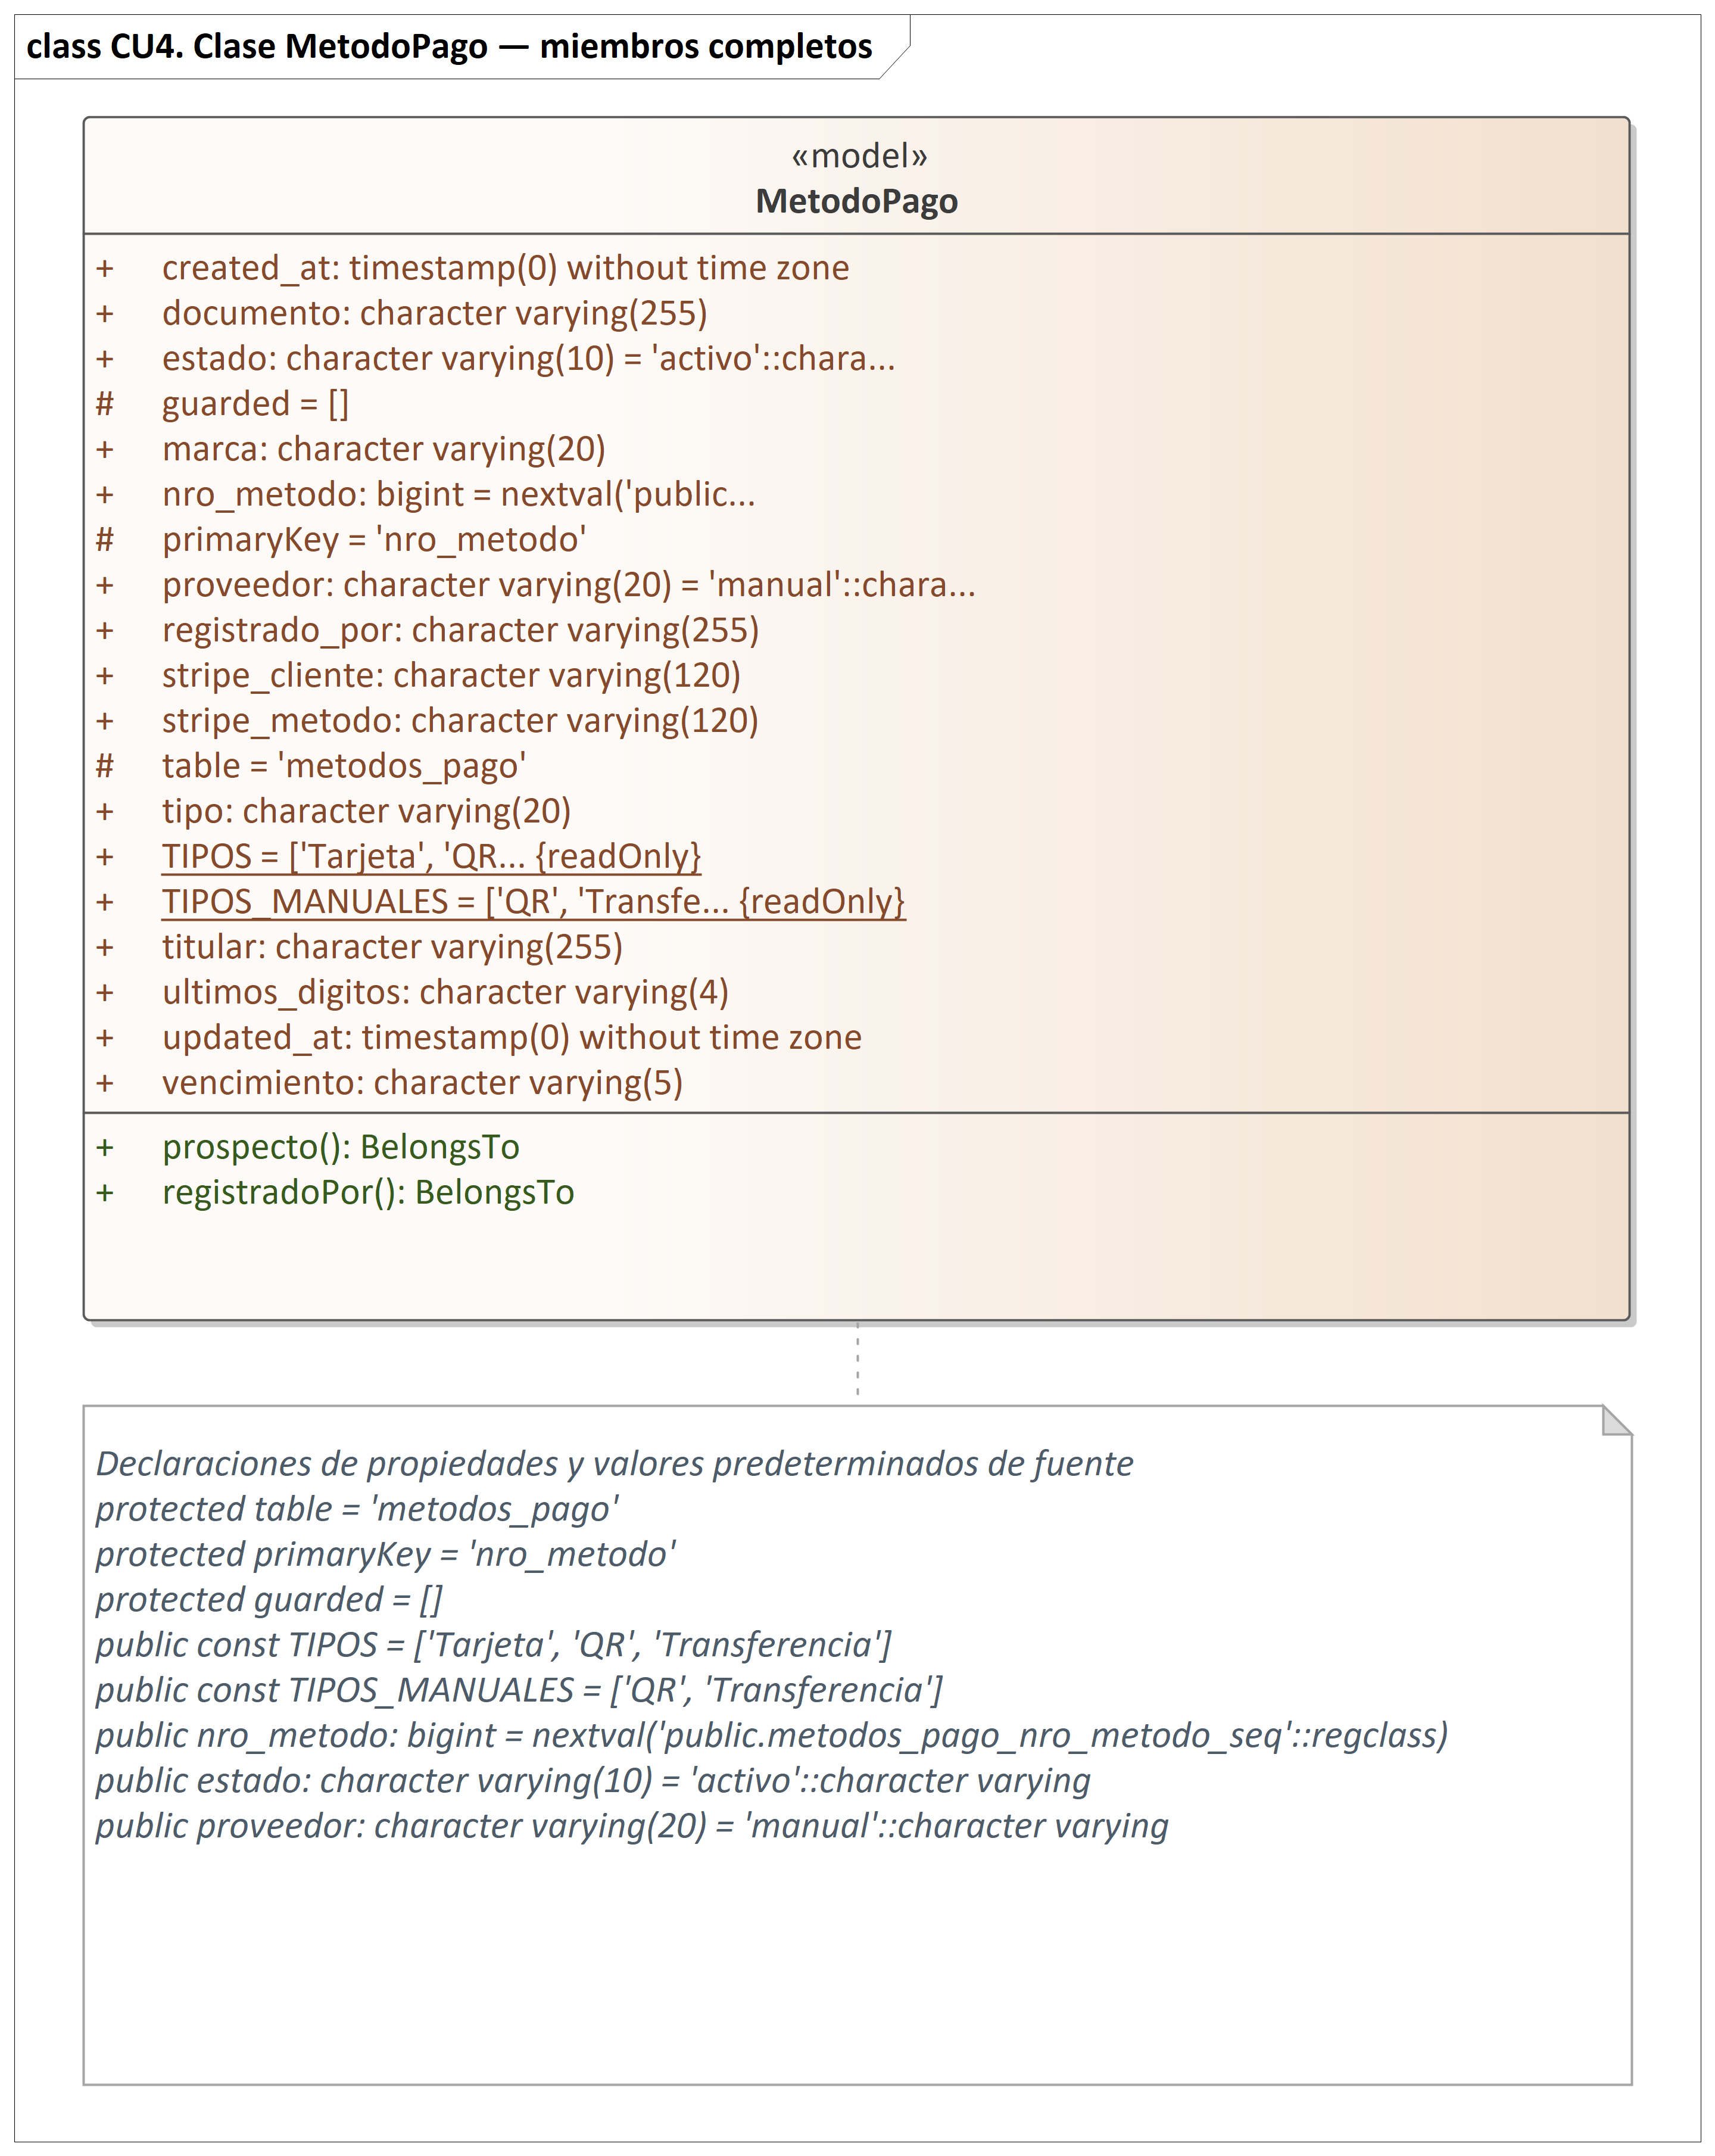 class CU4. Clase MetodoPago — miembros completos
«model»
MetodoPago
+ created_at: timestamp(0) without time zone
+ documento: character varying(255)
+ estado: character varying(10) = 'activo'::chara...
# guarded = []
+ marca: character varying(20)
+ nro_metodo: bigint = nextval('public...
# primaryKey = 'nro_metodo'
+ proveedor: character varying(20) = 'manual'::chara...
+ registrado_por: character varying(255)
+ stripe_cliente: character varying(120)
+ stripe_metodo: character varying(120)
# table = 'metodos_pago'
+ tipo: character varying(20)
+ TIPOS = ['Tarjeta', 'QR... {readOnly}
+ TIPOS_MANUALES = ['QR', 'Transfe... {readOnly}
+ titular: character varying(255)
+ ultimos_digitos: character varying(4)
+ updated_at: timestamp(0) without time zone
+ vencimiento: character varying(5)
+ prospecto(): BelongsTo
+ registradoPor(): BelongsTo
Declaraciones de propiedades y valores predeterminados de fuente
protected table = 'metodos_pago'
protected primaryKey = 'nro_metodo'
protected guarded = []
public const TIPOS = ['Tarjeta', 'QR', 'Transferencia']
public const TIPOS_MANUALES = ['QR', 'Transferencia']
public nro_metodo: bigint = nextval('public.metodos_pago_nro_metodo_seq'::regclass)
public estado: character varying(10) = 'activo'::character varying
public proveedor: character varying(20) = 'manual'::character varying